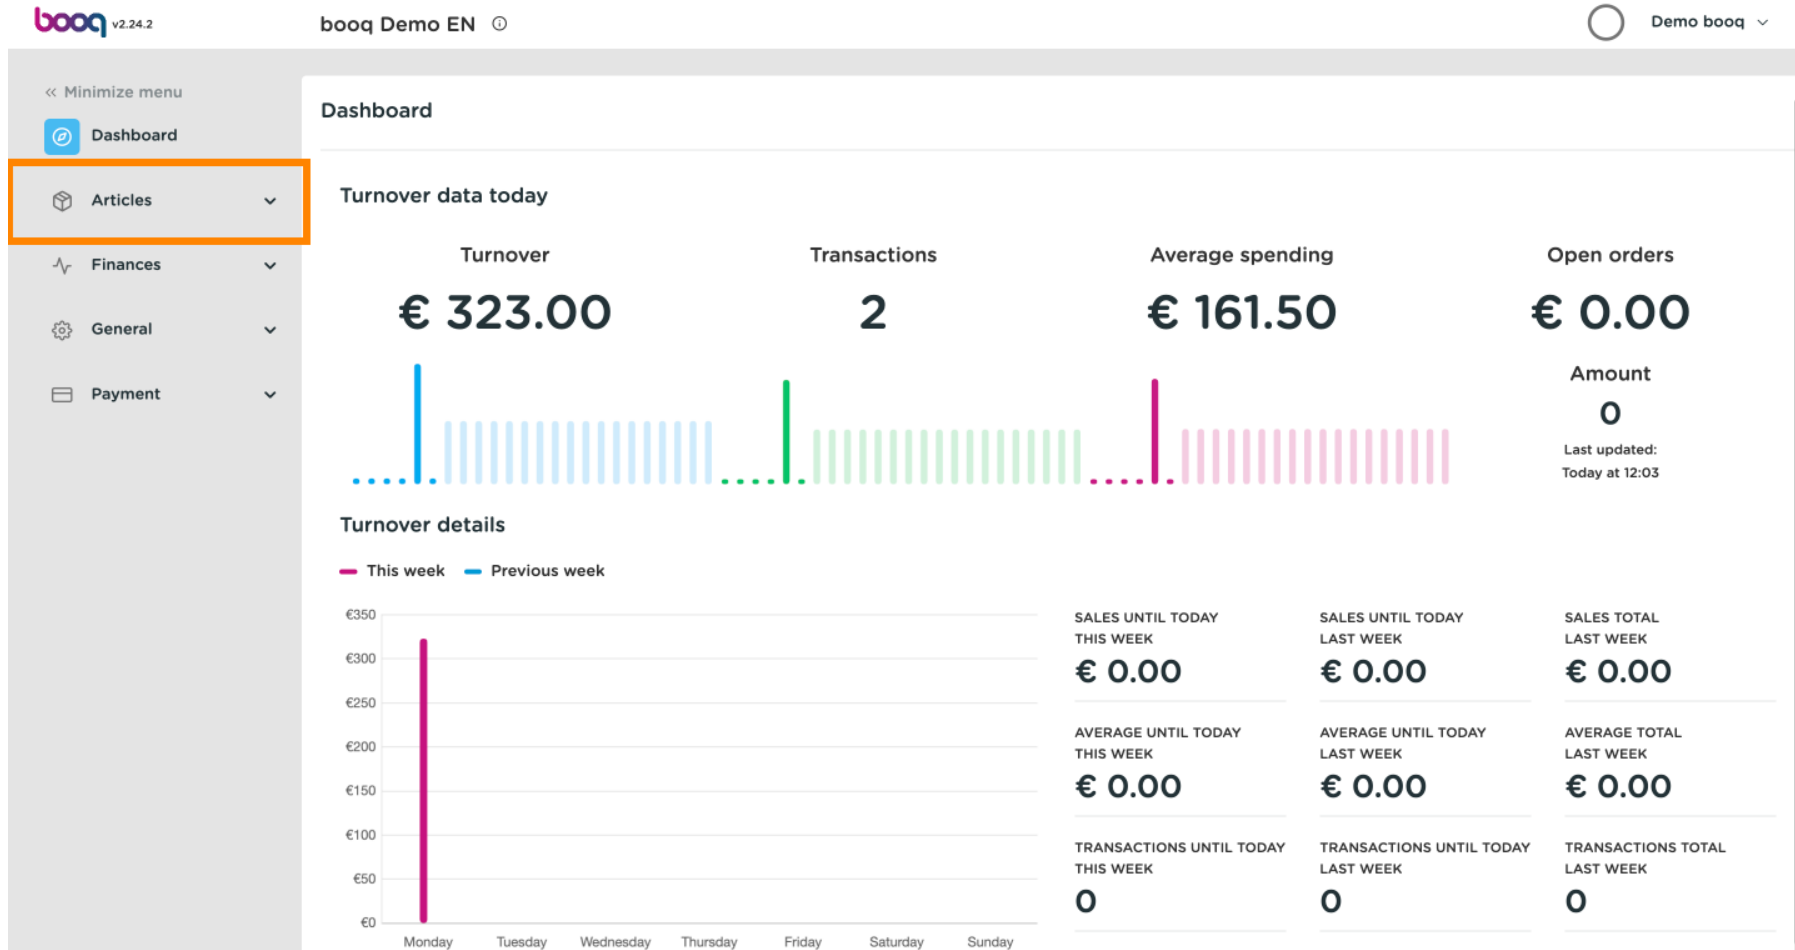 booq v2.24.2
booq Demo EN
Demo booq
« Minimize menu
Dashboard
Articles
Finances
General
Payment
Dashboard
Turnover data today
Turnover
€ 323.00
Transactions
2
Average spending
€ 161.50
Open orders
€ 0.00
Amount
0
Last updated:
Today at 12:03
Turnover details
This week
Previous week
€350
€300
€250
€200
€150
€100
€50
€0
Monday Tuesday Wednesday Thursday Friday Saturday Sunday
SALES UNTIL TODAY
THIS WEEK
€ 0.00
SALES UNTIL TODAY
LAST WEEK
€ 0.00
SALES TOTAL
LAST WEEK
€ 0.00
AVERAGE UNTIL TODAY
THIS WEEK
€ 0.00
AVERAGE UNTIL TODAY
LAST WEEK
€ 0.00
AVERAGE TOTAL
LAST WEEK
€ 0.00
TRANSACTIONS UNTIL TODAY
THIS WEEK
0
TRANSACTIONS UNTIL TODAY
LAST WEEK
0
TRANSACTIONS TOTAL
LAST WEEK
0